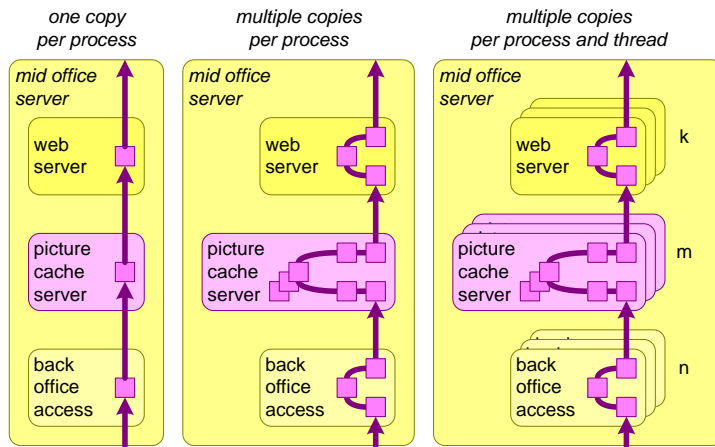 one copy
per process
multiple copies
per process
multiple copies
per process and thread
mid office
server
web
server
picture
cache
server
back
office
access
mid office
server
web
server
picture
cache
server
back
office
access
mid office
server
web
server
k
picture
cache
server
m
back
office
access
n